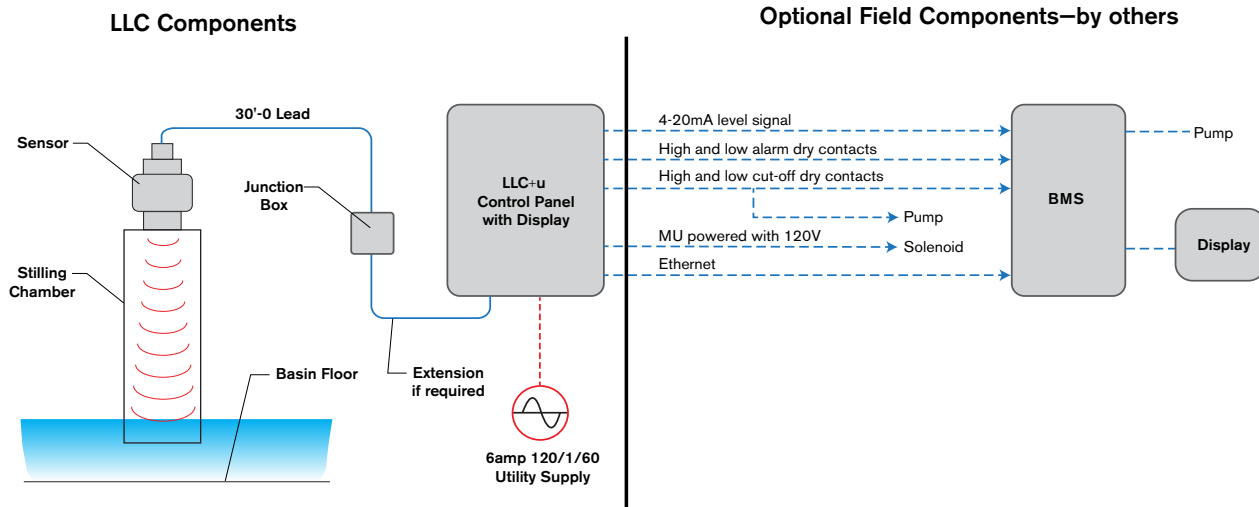 LLC Components
Optional Field Components—by others
30'-0 Lead
Sensor
Junction
Box
Stilling
Chamber
Basin Floor
Extension
if required
LLC+u
Control Panel
with Display
6amp 120/1/60
Utility Supply
4-20mA level signal
High and low alarm dry contacts
High and low cut-off dry contacts
Pump
MU powered with 120V
Solenoid
Ethernet
BMS
Pump
Display